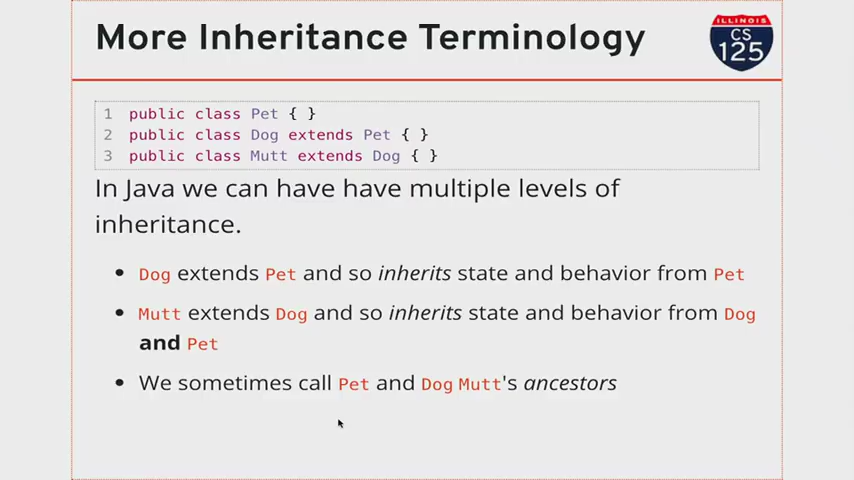 More Inheritance Terminology
ILLINOIS
CS
125
1 public class Pet { }
2 public class Dog extends Pet { }
3 public class Mutt extends Dog { }
In Java we can have have multiple levels of
inheritance.
• Dog extends Pet and so inherits state and behavior from Pet
• Mutt extends Dog and so inherits state and behavior from Dog
and Pet
• We sometimes call Pet and Dog Mutt's ancestors